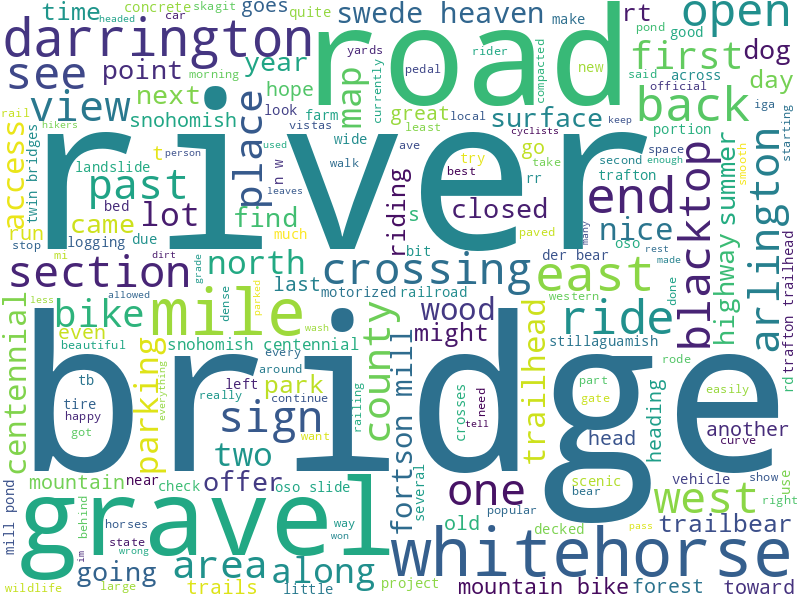 time
headed
concrete
skagit
goes
swede heaven
rt
open
darrington
car
make
pond
good
road
see
point
year
yards
rider
pedal
new
first
dog
morning
map
currently
compacted
said
across
view
next
hope
look
farm
great
official
back
day
rail
snohomish
vistas
least
local
surface
portion
iga
starting
hikers
place
wide
cyclists
keep
access
twin bridges
t
person
used
walk
ave
try
go
second
enough
space
landslide
n w
leaves
best
take
trafton
smooth
river
past
bed
lot
find
riding
s
closed
rr
end
blacktop
highway
summer
arlington
run
came
much
paved
many
nice
stop
logging
due
bit
der bear
oso
rest
mi
dirt
section
north
crossing
east
made
trafton trailhead
grade
last
motorized
railroad
western
done
less
allowed
dense
parked
bike
mile
wood
ride
centennial
even
snohomish centennial
wash
county
might
trailhead
stillaguamish
beautiful
every
rode
rd
parking
everything
tb
left
around
park
fortson mill
part
easily
tire
really
continue
railing
crosses
gate
happy
sign
tell
need
head
heading
another
got
want
curve
bridge
two
scenic
mountain
near
check
oso slide
offer
several
one
bear
vehicle
show
west
right
use
mill pond
behind
horses
way
old
popular
decked
pass
trailbear
gravel
state
won
wrong
im
whitehorse
going
area
along
wildlife
large
trails
little
project
mountain bike
forest
toward